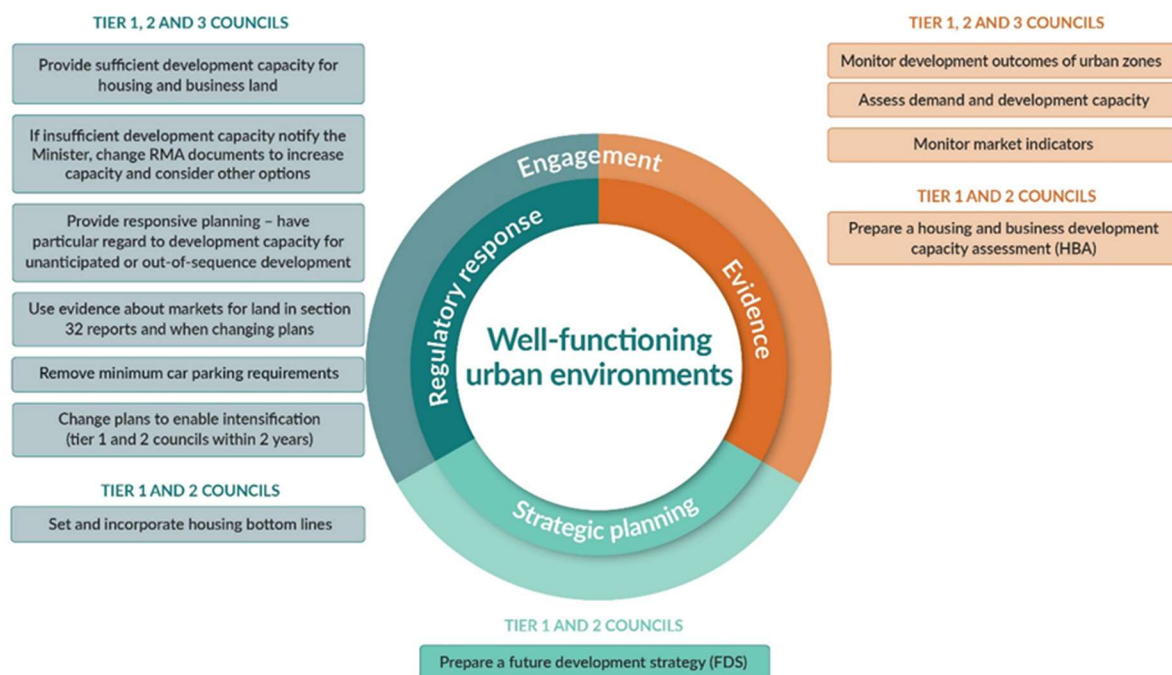 TIER 1, 2 AND 3 COUNCILS
Provide sufficient development capacity for
housing and business land
If insufficient development capacity notify the
Minister, change RMA documents to increase
capacity and consider other options
Provide responsive planning – have
particular regard to development capacity for
unanticipated or out-of-sequence development
Use evidence about markets for land in section
32 reports and when changing plans
Remove minimum car parking requirements
Change plans to enable intensification
(tier 1 and 2 councils within 2 years)
TIER 1 AND 2 COUNCILS
Set and incorporate housing bottom lines
Engagement
Regulatory response
Evidence
Well-functioning
urban environments
Strategic planning
TIER 1 AND 2 COUNCILS
Prepare a future development strategy (FDS)
TIER 1, 2 AND 3 COUNCILS
Monitor development outcomes of urban zones
Assess demand and development capacity
Monitor market indicators
TIER 1 AND 2 COUNCILS
Prepare a housing and business development
capacity assessment (HBA)